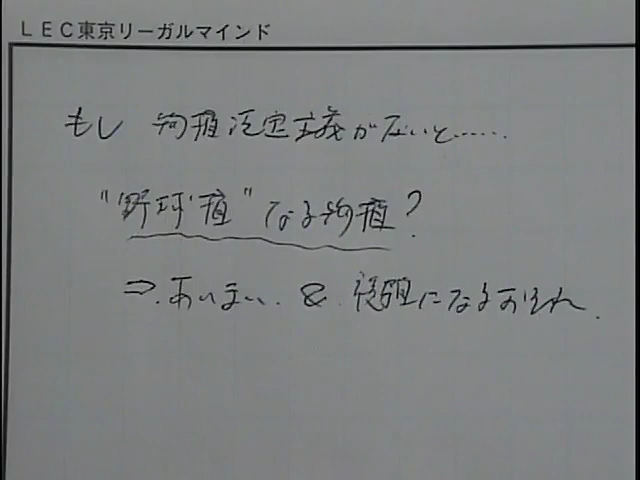 LEC東京リーガルマインド
もし 物権法定主義がないと……
"野球権"なる物権?
⇒ あいまい & 複雑になるおそれ.